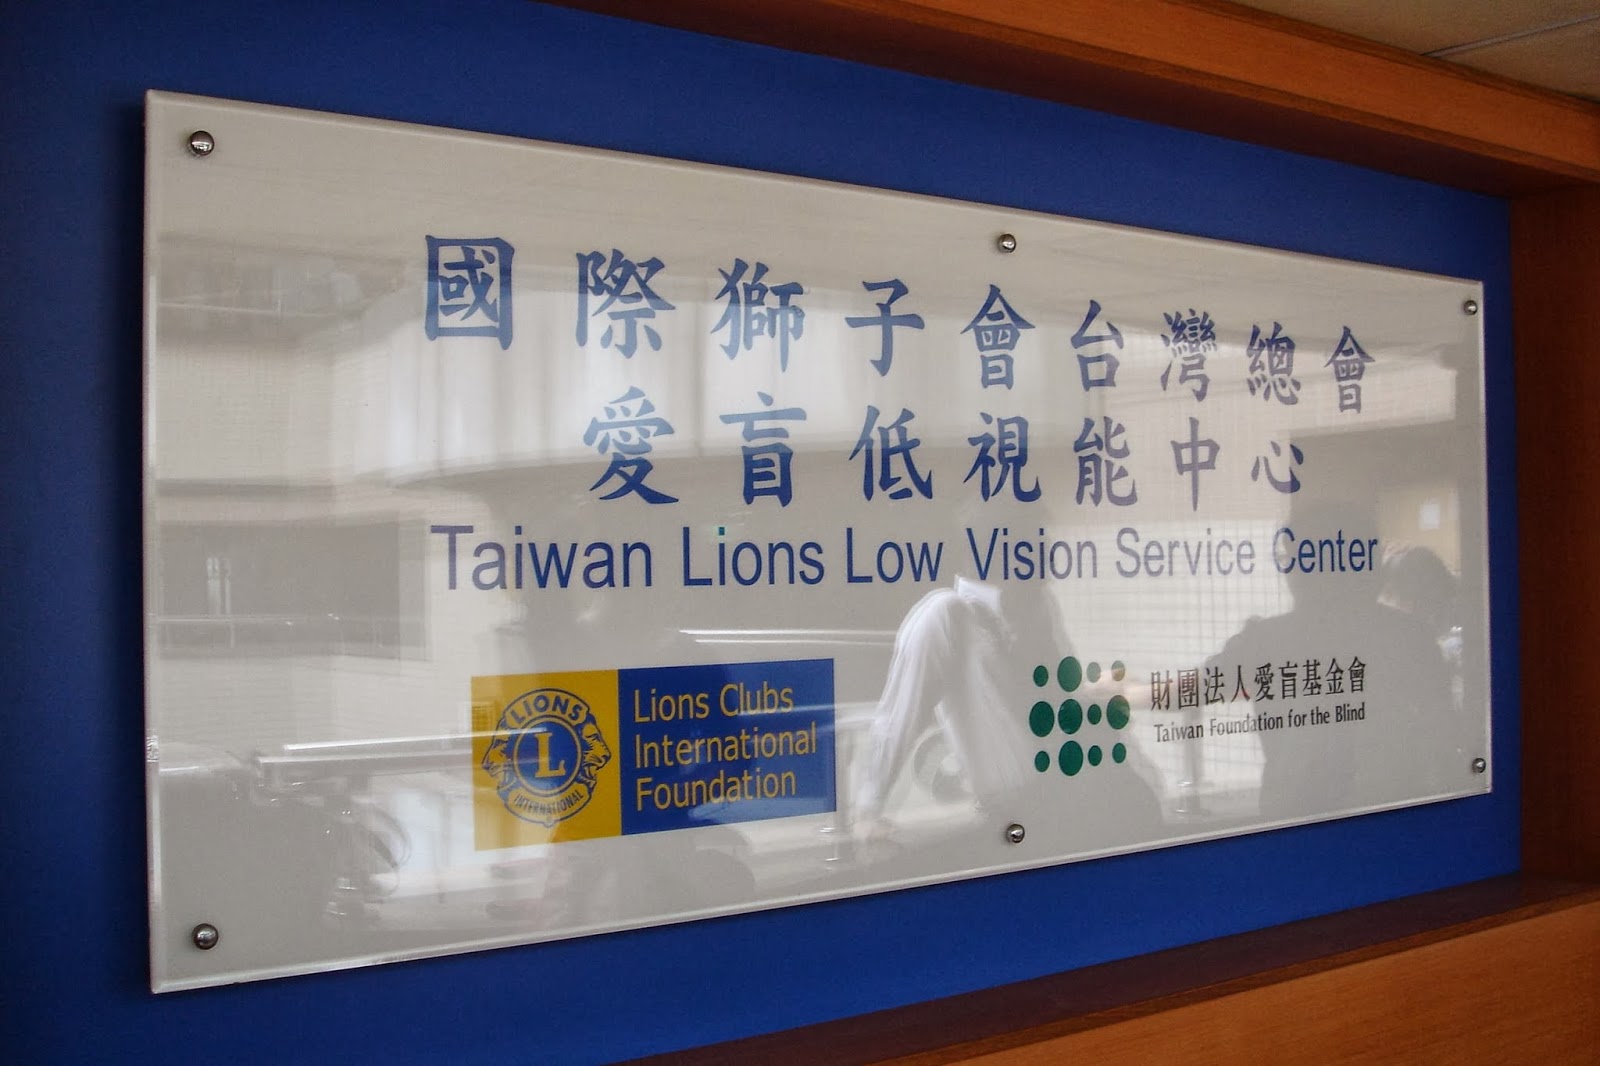 國際獅子會台灣總會
愛盲低視能中心
Taiwan Lions Low Vision Service Center
LIONS
L
INTERNATIONAL
Lions Clubs
International
Foundation
財團法人愛盲基金會
Taiwan Foundation for the Blind